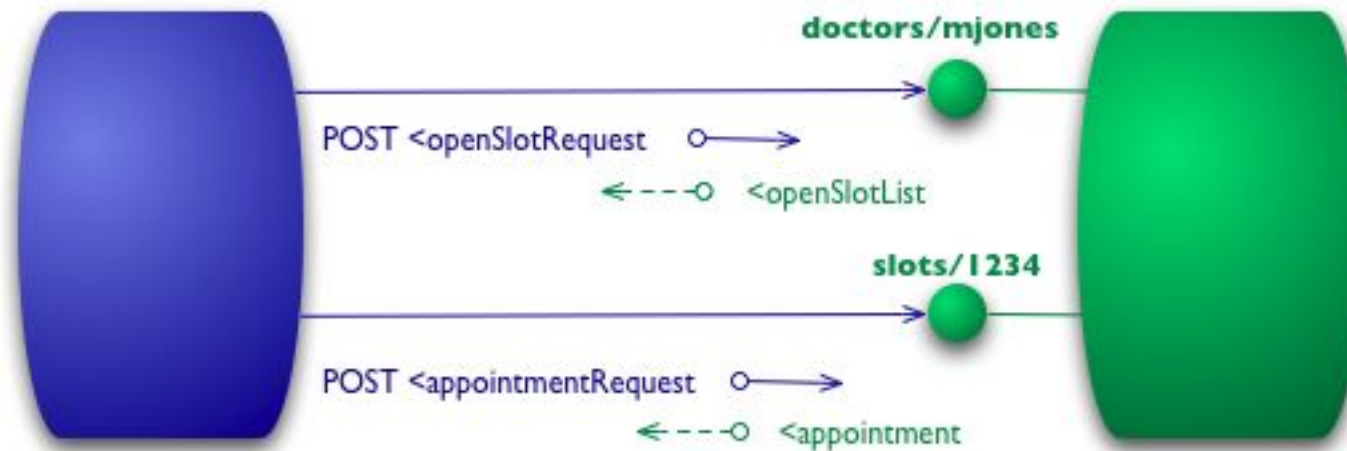 doctors/mjones
POST <openSlotRequest
<openSlotList
slots/1234
POST <appointmentRequest
<appointment